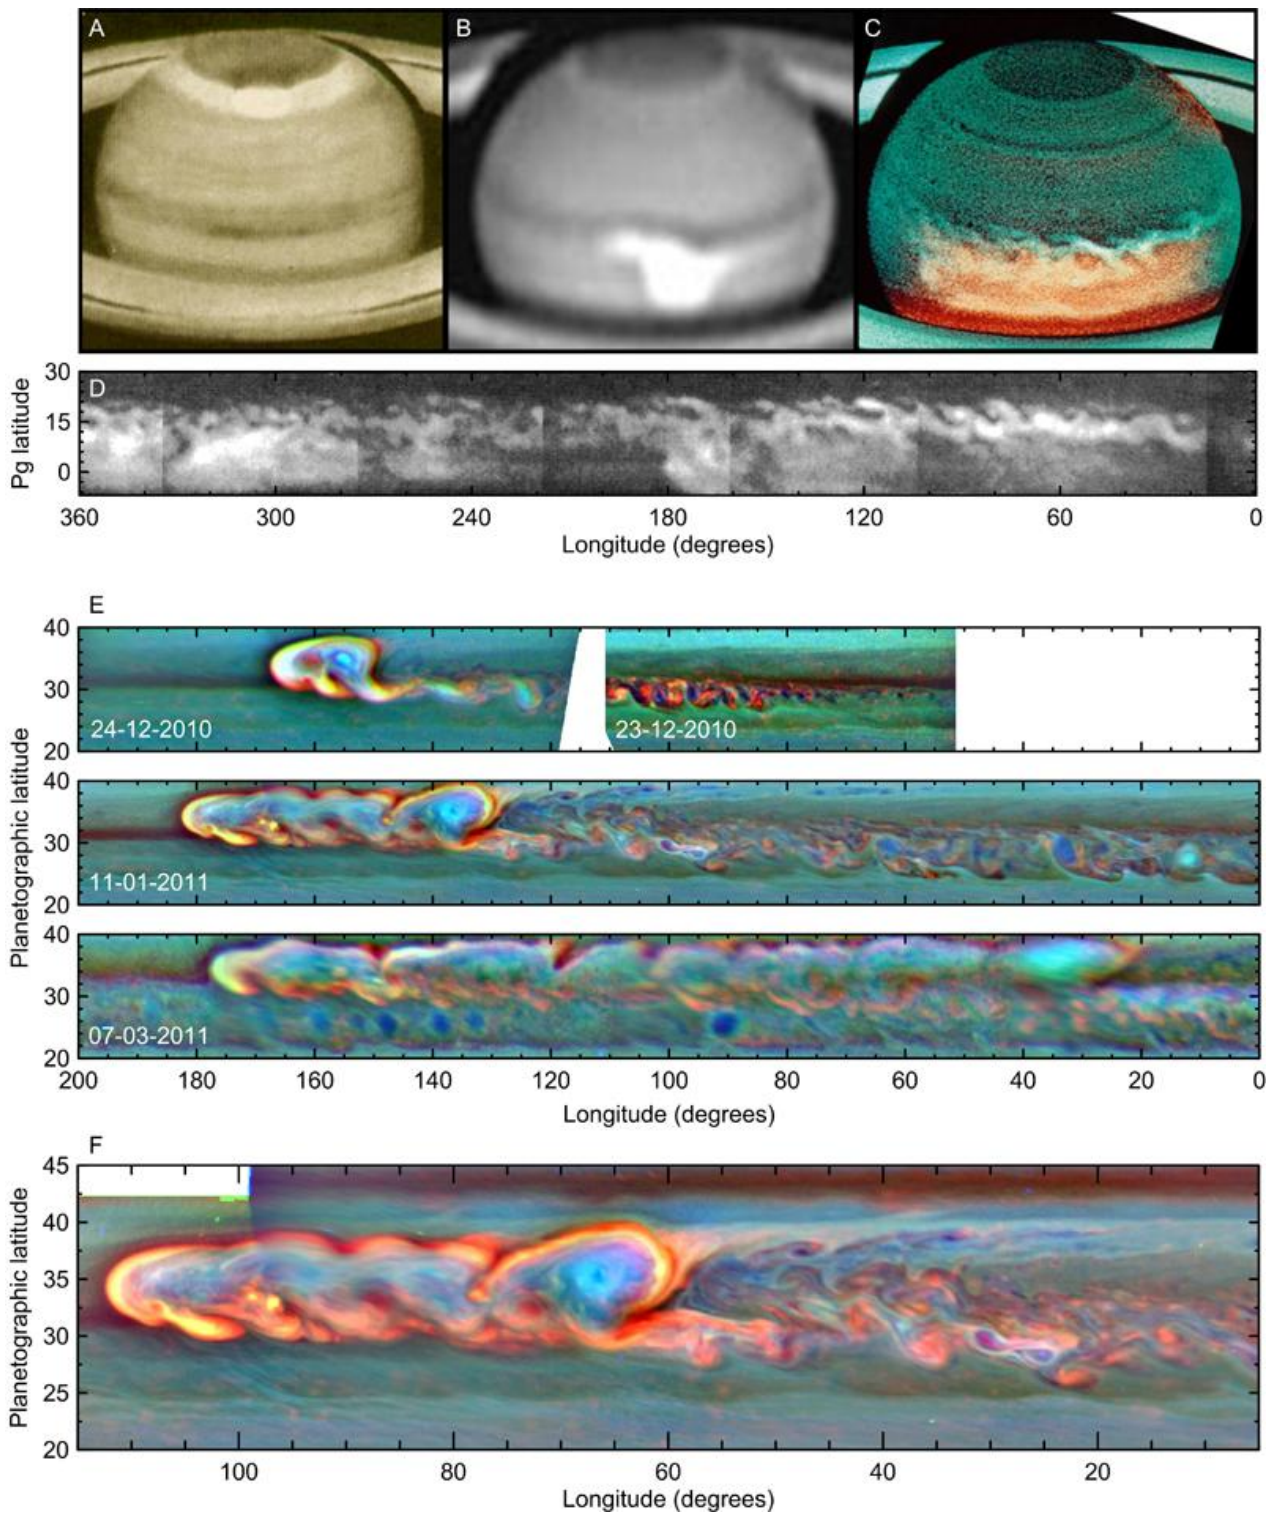 A B C
D
30
15
0
Pg latitude
360 300 240 180 120 60 0
Longitude (degrees)
E
40
30
20
24-12-2010 23-12-2010
40
30
20
11-01-2011
40
30
20
07-03-2011
Planetographic latitude
200 180 160 140 120 100 80 60 40 20 0
Longitude (degrees)
F
45
40
35
30
25
20
Planetographic latitude
100 80 60 40 20
Longitude (degrees)